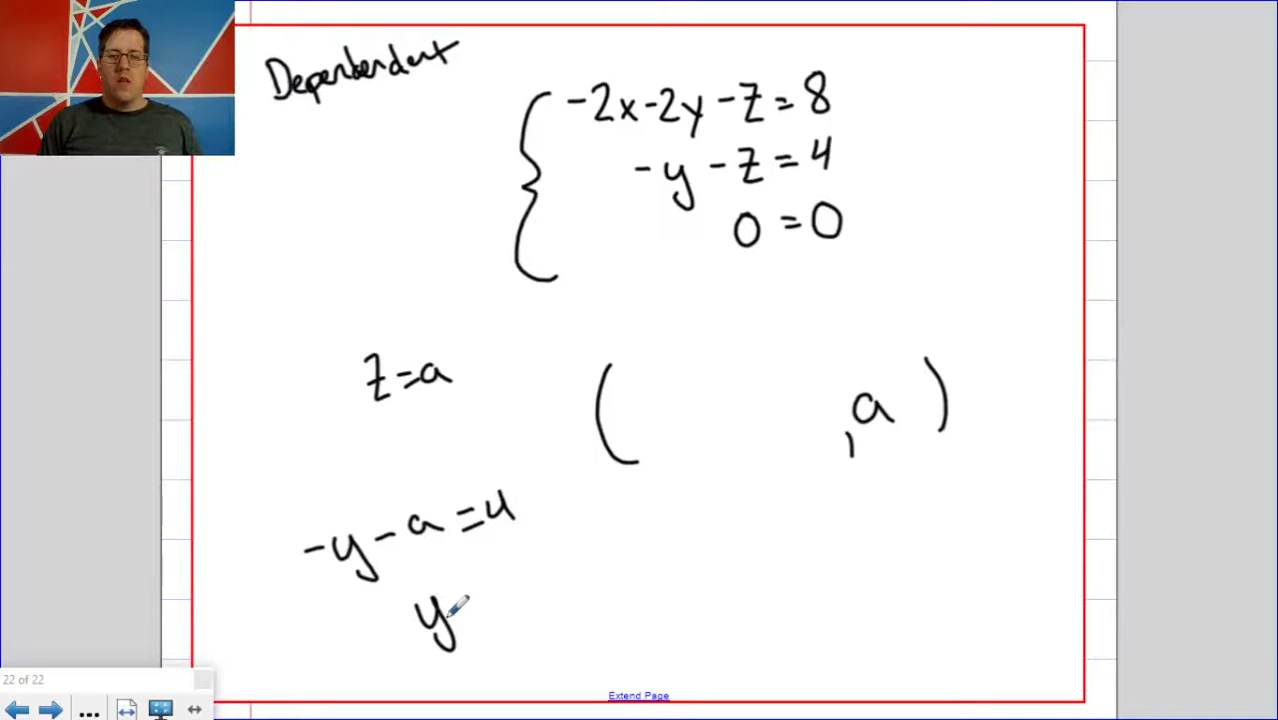 Dependent
-2x-2y-z=8
-y-z=4
0=0
z=a
( ,a )
-y-a=4
y
22 of 22
...
Extend Page